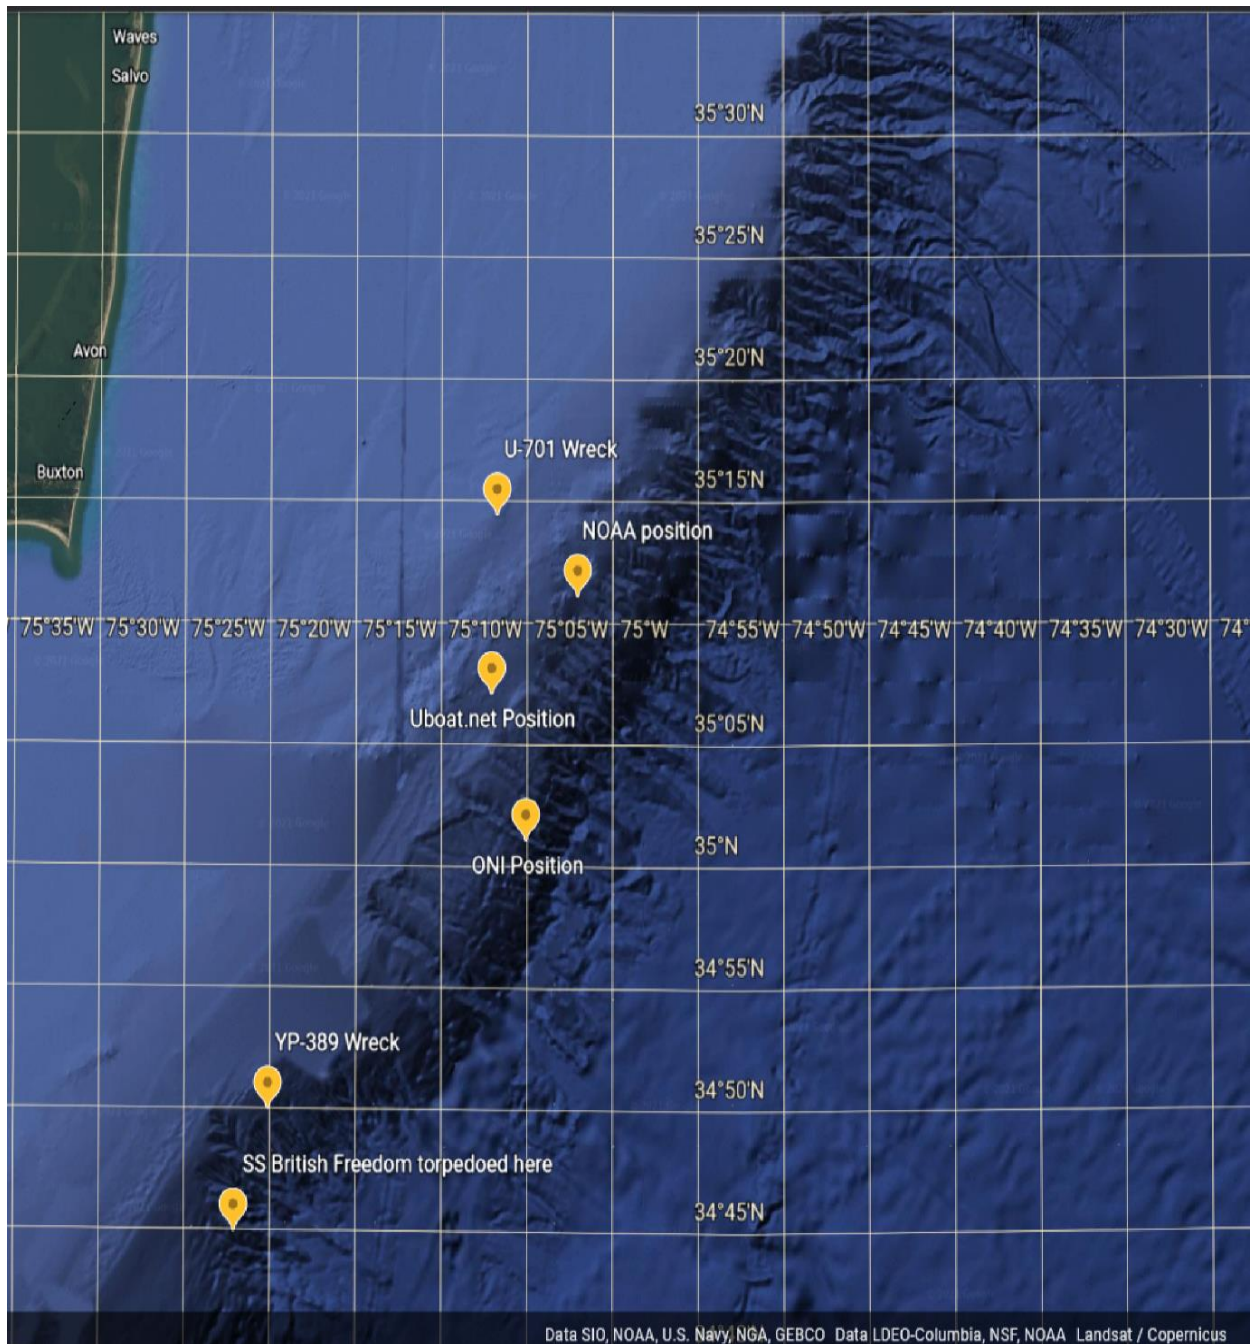 Waves
Salvo
35°30'N
35°25'N
Avon
35°20'N
U-701 Wreck
Buxton
35°15'N
NOAA position
75°35'W 75°30'W 75°25'W 75°20'W 75°15'W 75°10'W 75°05'W 75°W 74°55'W 74°50'W 74°45'W 74°40'W 74°35'W 74°30'W 74°
Uboat.net Position
35°05'N
35°N
ONI Position
34°55'N
YP-389 Wreck
34°50'N
SS British Freedom torpedoed here
34°45'N
Data SIO, NOAA, U.S. Navy, NGA, GEBCO Data LDEO-Columbia, NSF, NOAA Landsat / Copernicus